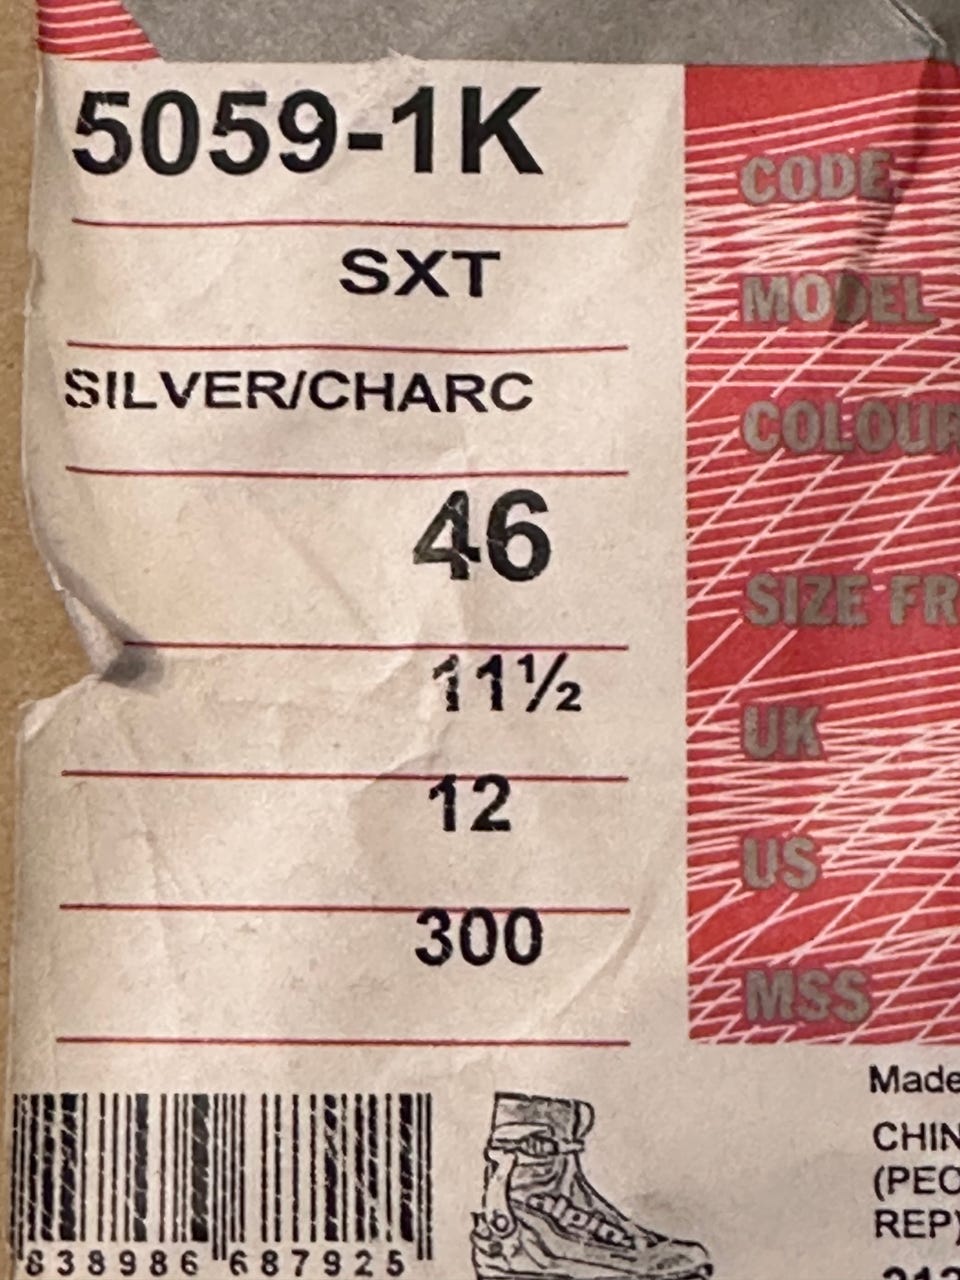 5059-1K CODE
SXT MODEL
SILVER/CHARC COLOUR
46 SIZE FR
11½ UK
12 US
300 MSS
Made
CHIN
(PEO
REP)
838986 687925
alpina